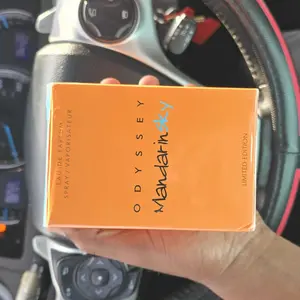 ODYSSEY
Mandarin Sky
EAU DE PARFUM
SPRAY / VAPORISATEUR
LIMITED EDITION